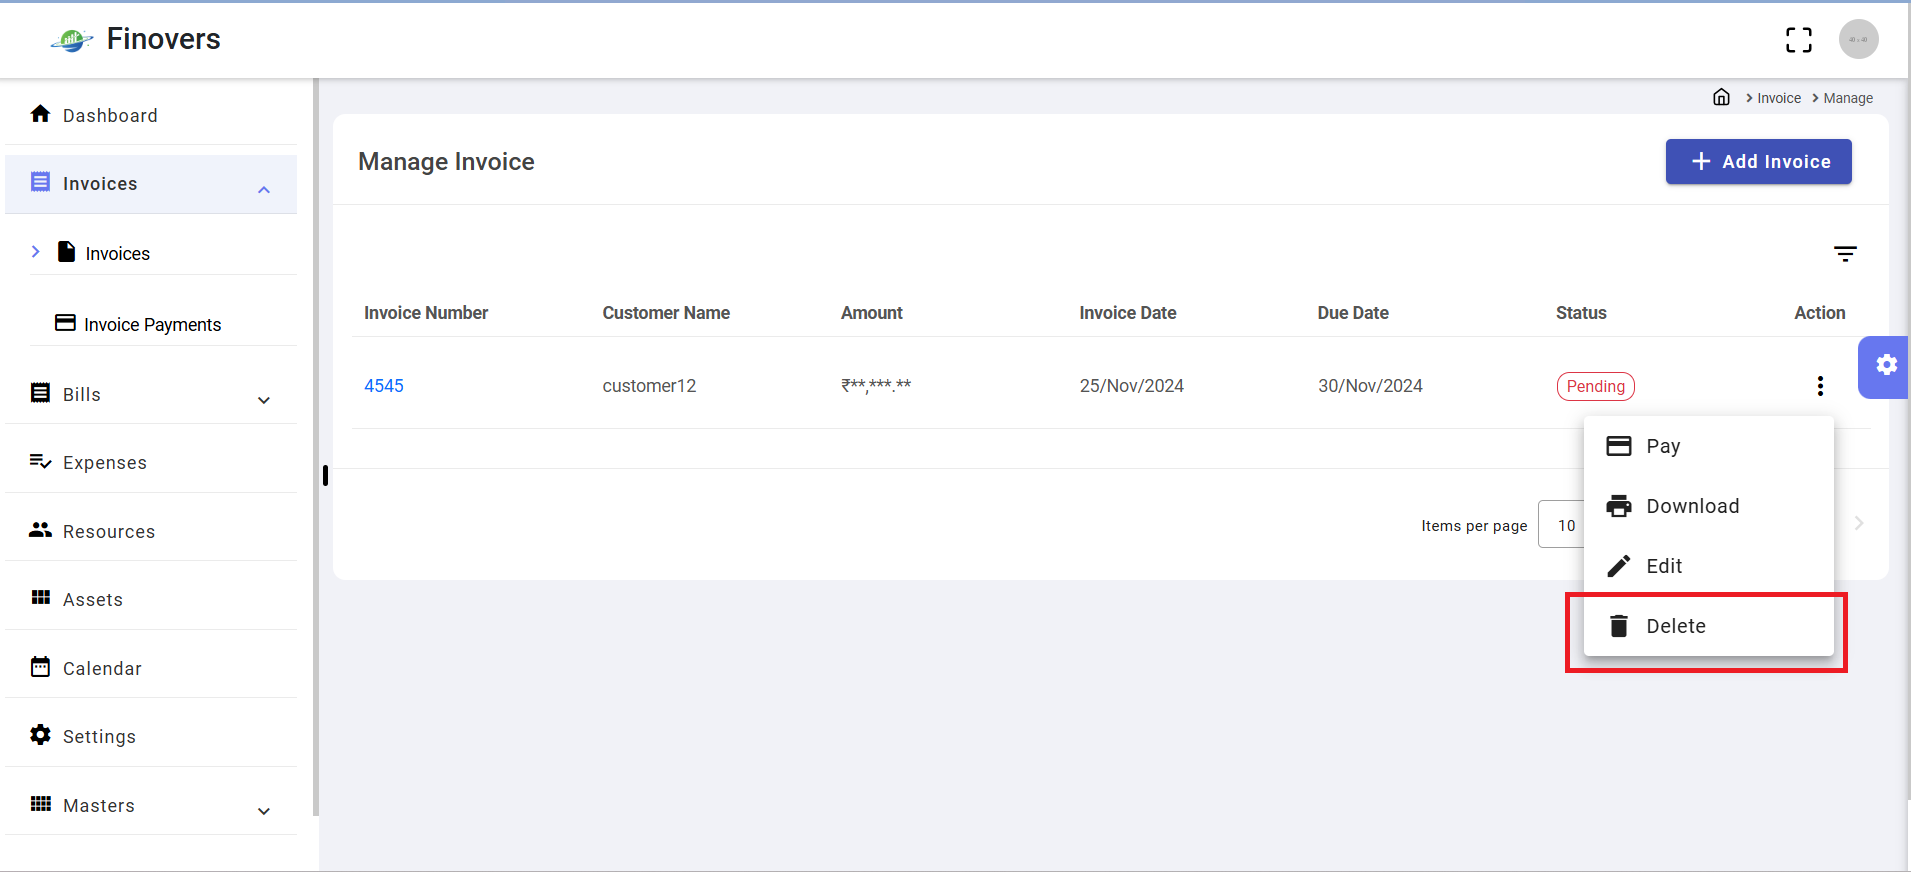 Finovers
Invoice
Manage
Dashboard
Invoices
Invoices
Invoice Payments
Bills
Expenses
Resources
Assets
Calendar
Settings
Masters
Manage Invoice
Add Invoice
Invoice Number Customer Name Amount Invoice Date Due Date Status Action
4545 customer12 ₹**,***.** 25/Nov/2024 30/Nov/2024 Pending
Items per page 10
Pay
Download
Edit
Delete